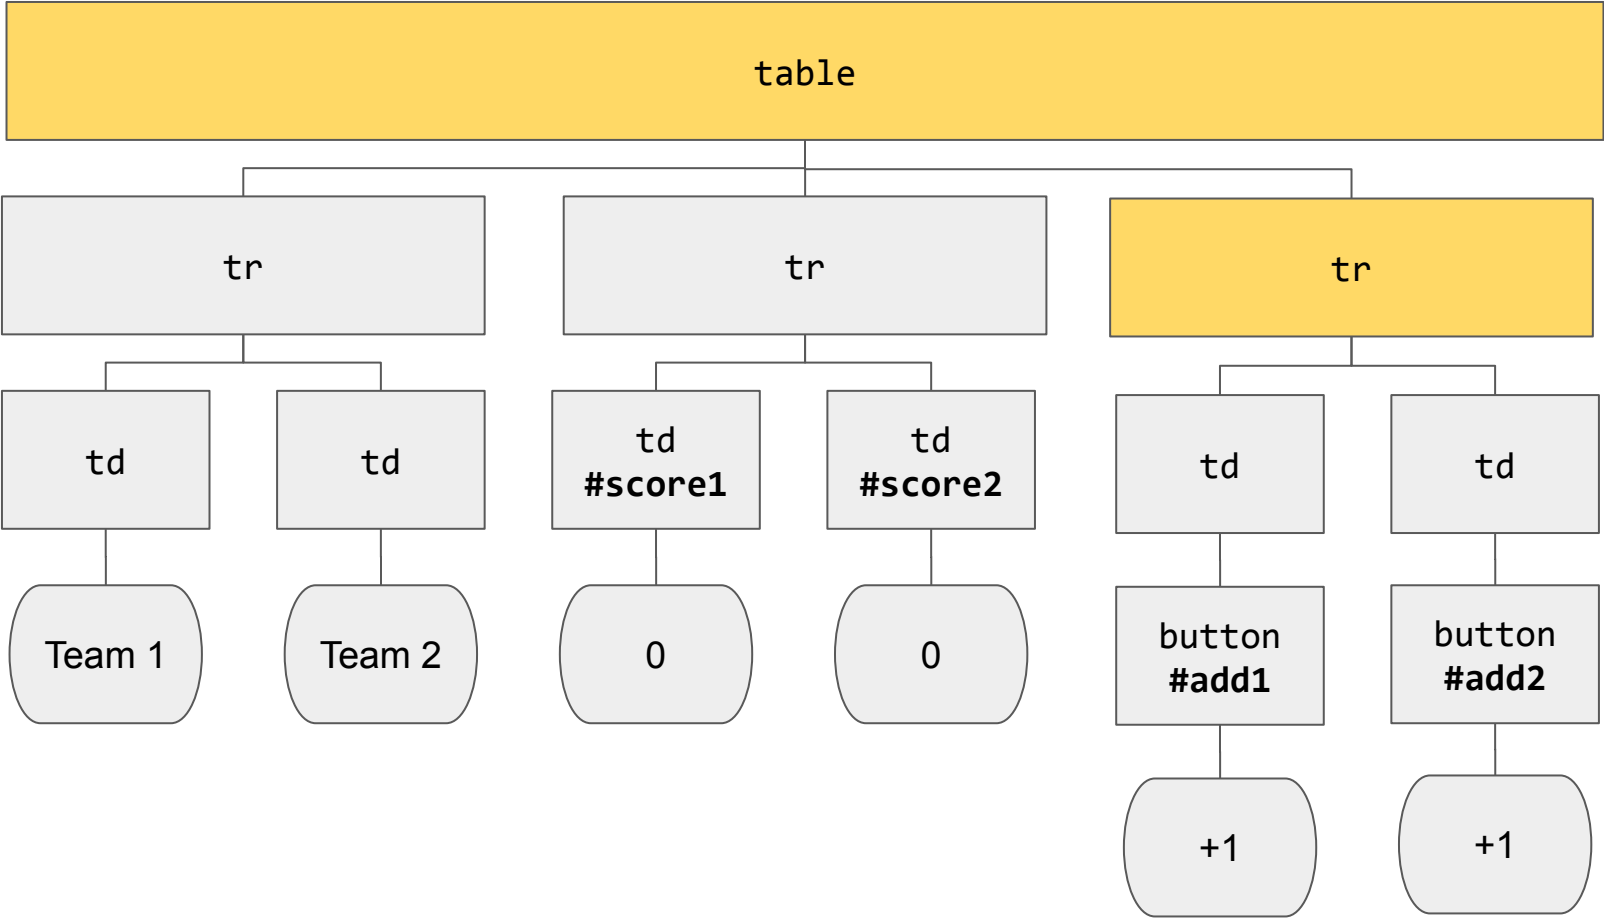 table
tr
tr
tr
td
td
td
#score1
td
#score2
td
td
Team 1
Team 2
0
0
button
#add1
button
#add2
+1
+1